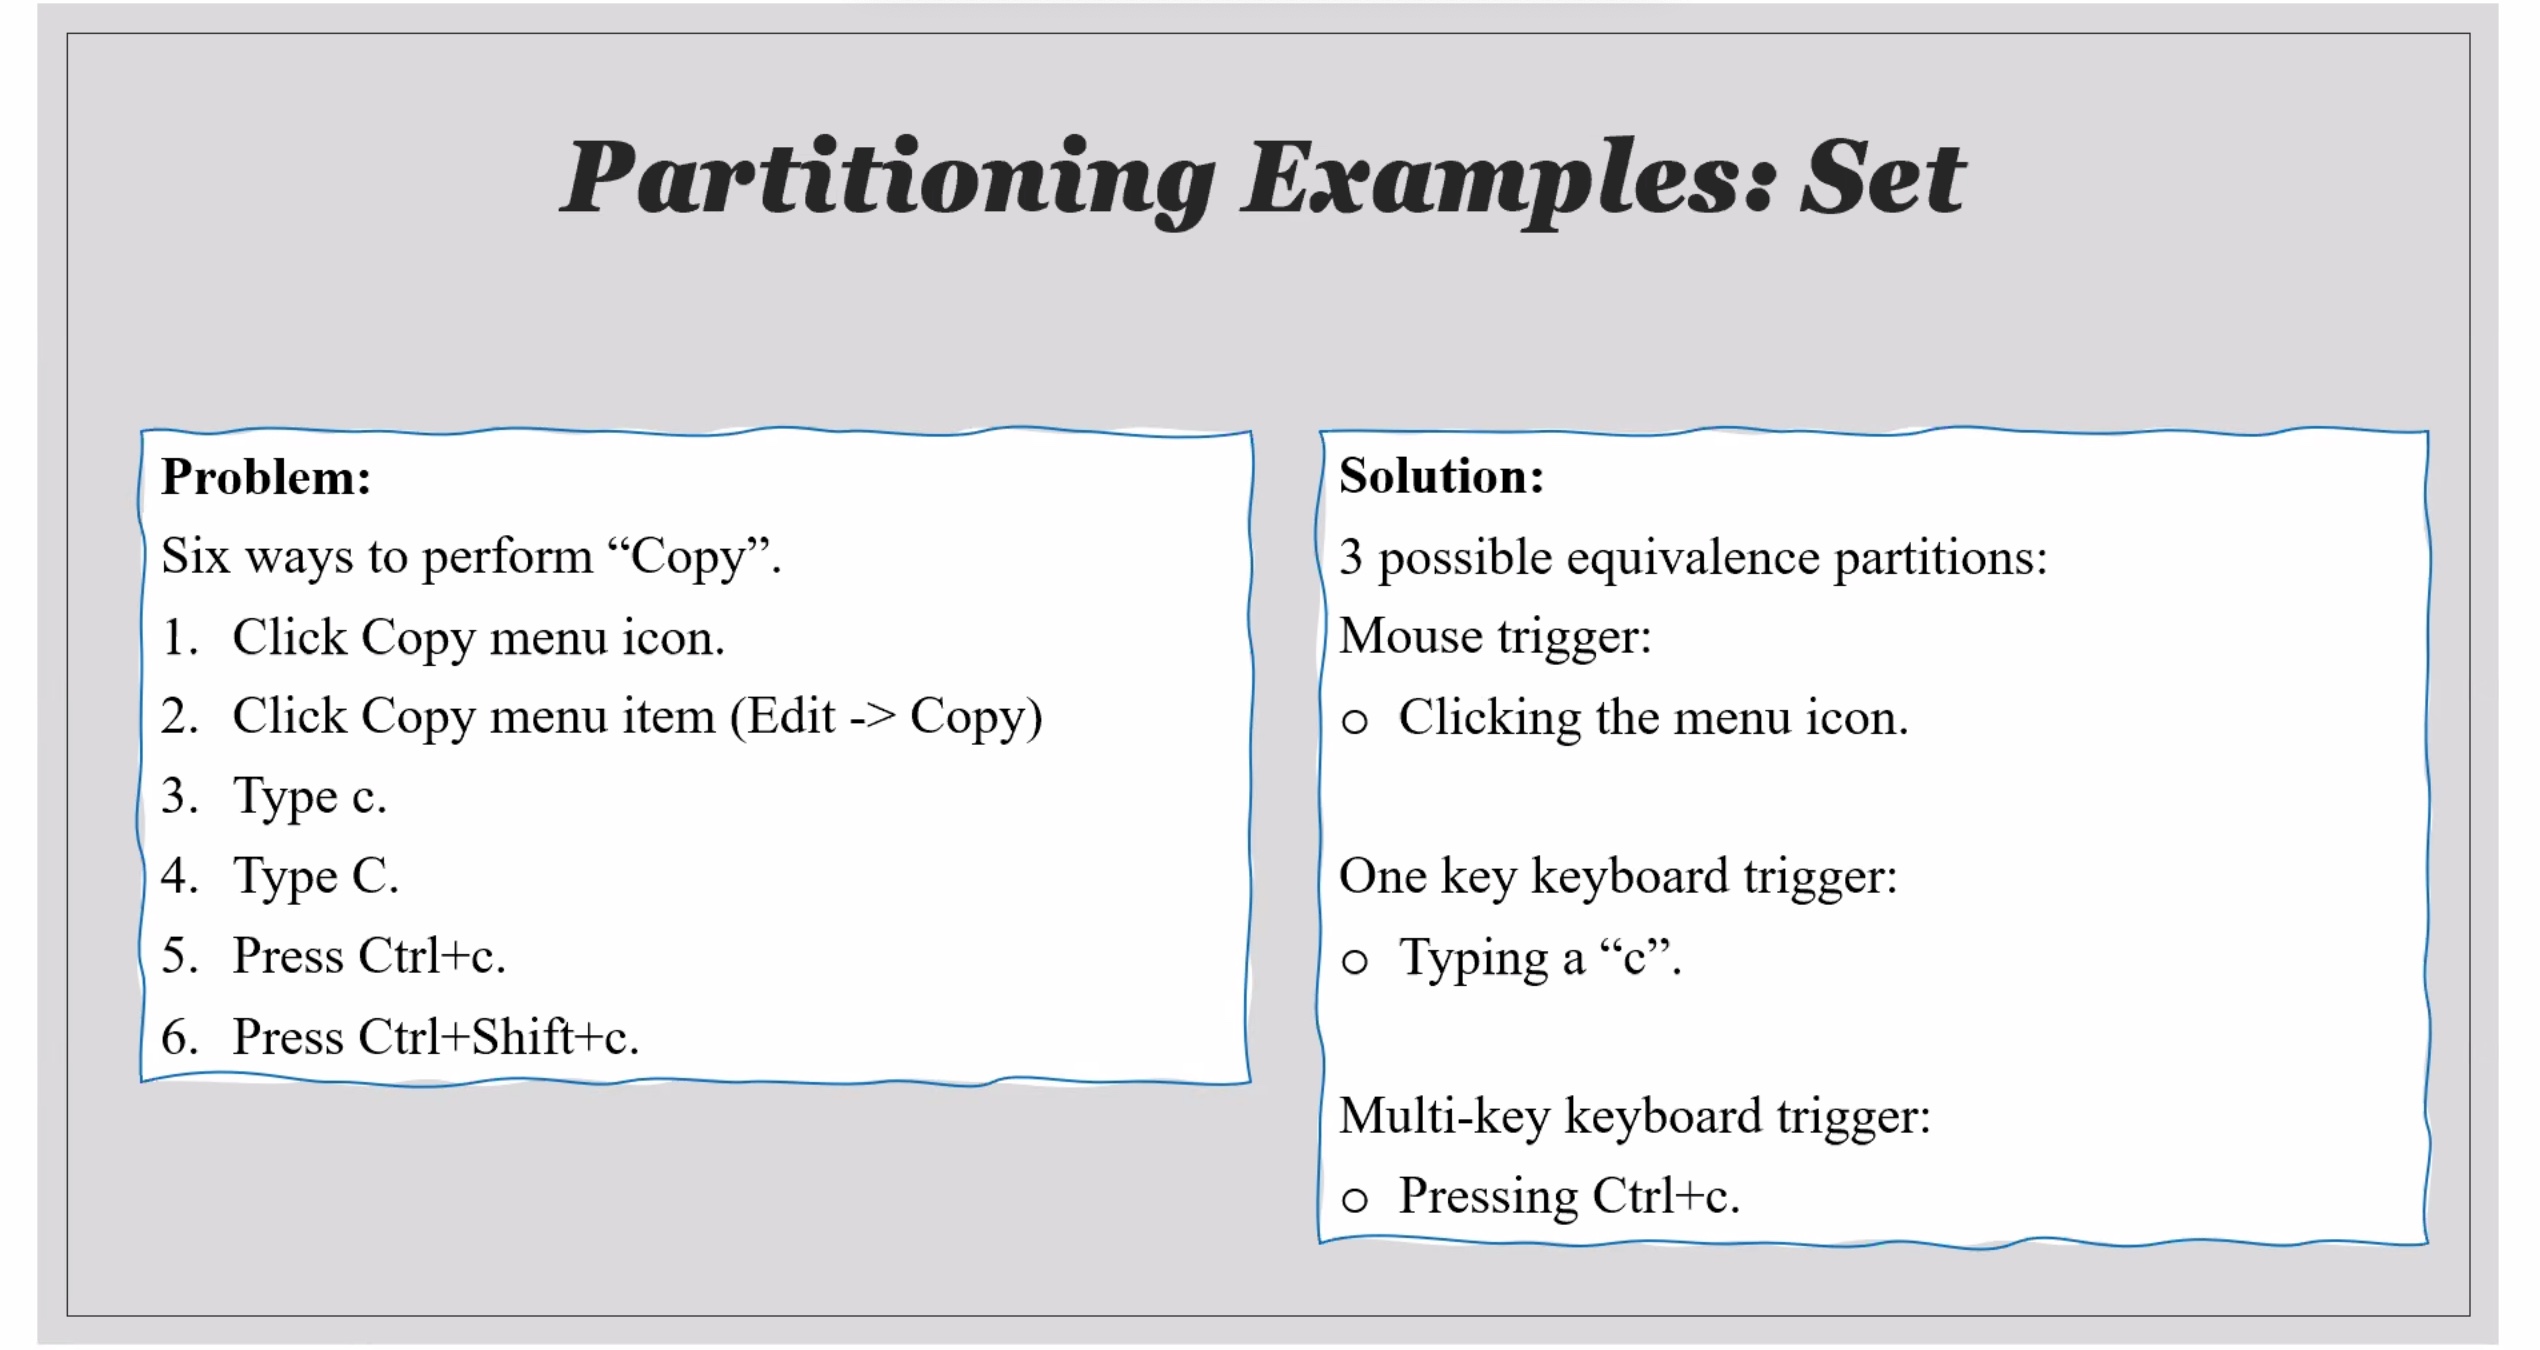 Partitioning Examples: Set
Problem:
Six ways to perform “Copy”.
1. Click Copy menu icon.
2. Click Copy menu item (Edit -> Copy)
3. Type c.
4. Type C.
5. Press Ctrl+c.
6. Press Ctrl+Shift+c.
Solution:
3 possible equivalence partitions:
Mouse trigger:
o Clicking the menu icon.
One key keyboard trigger:
o Typing a “c”.
Multi-key keyboard trigger:
o Pressing Ctrl+c.